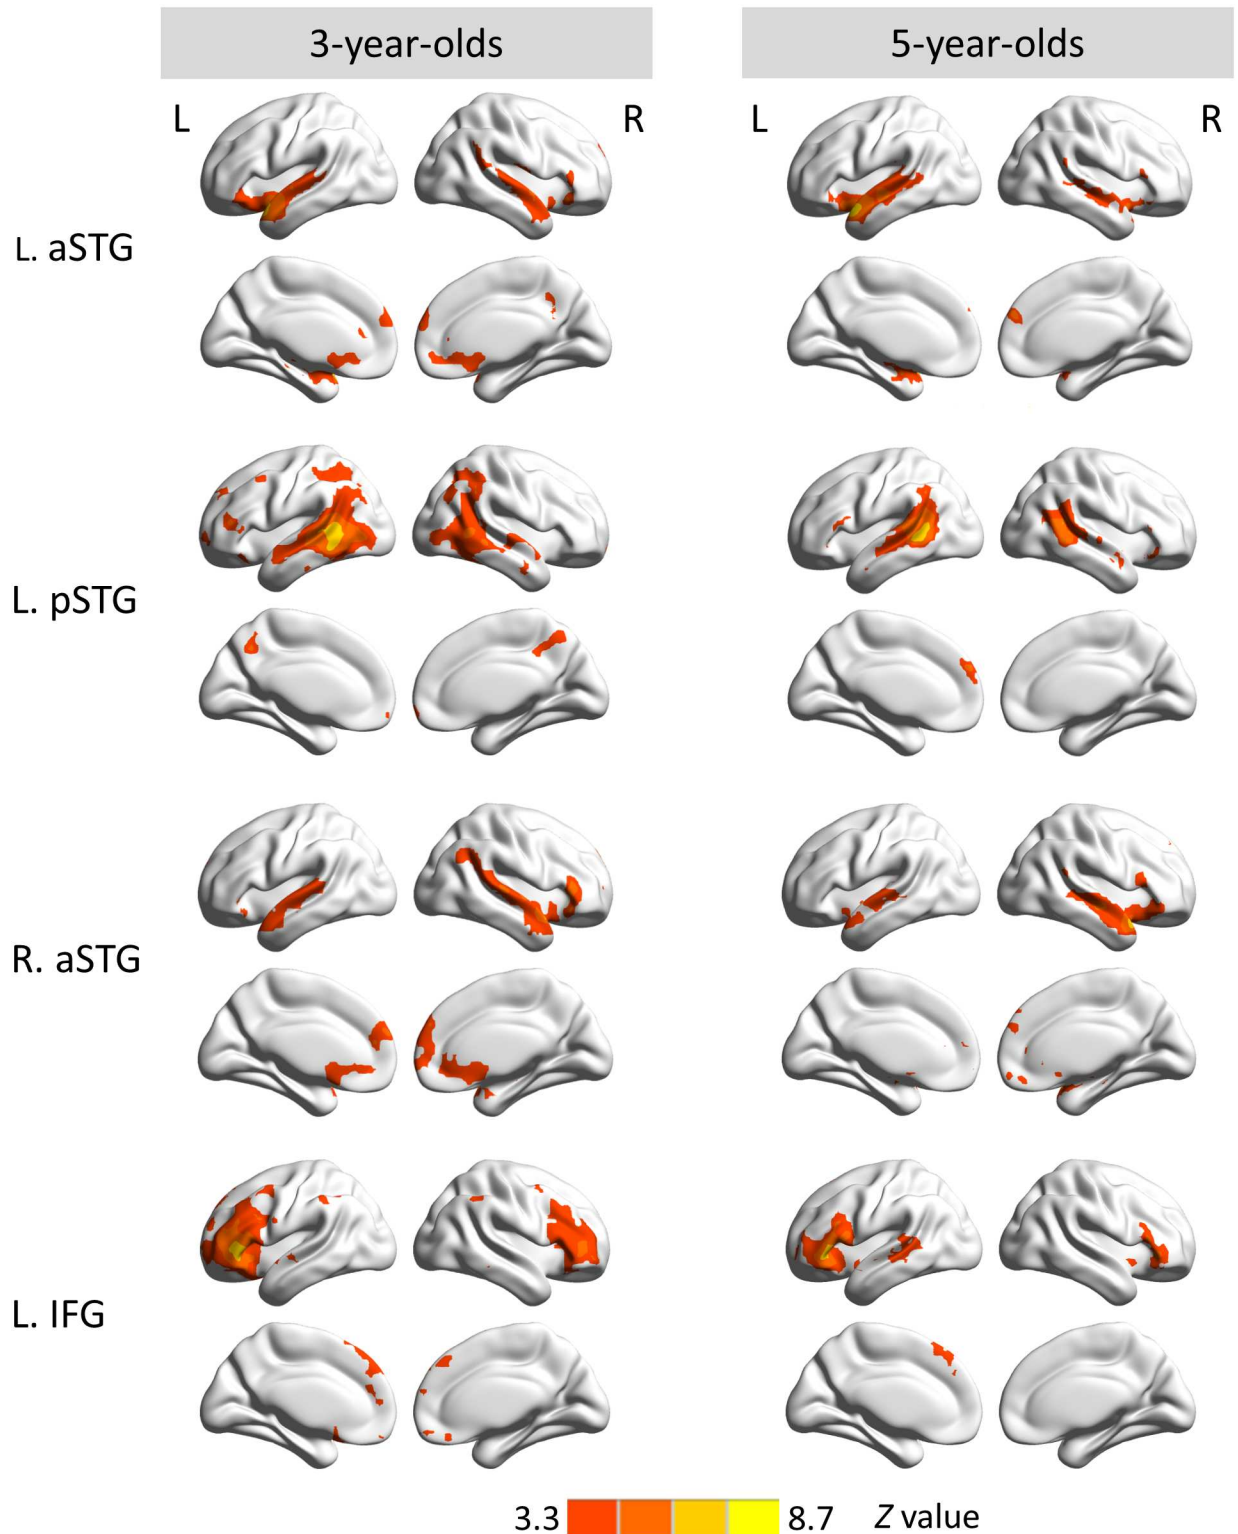 3-year-olds 5-year-olds
L R L R
L. aSTG
L. pSTG
R. aSTG
L. IFG
3.3 8.7 Z value